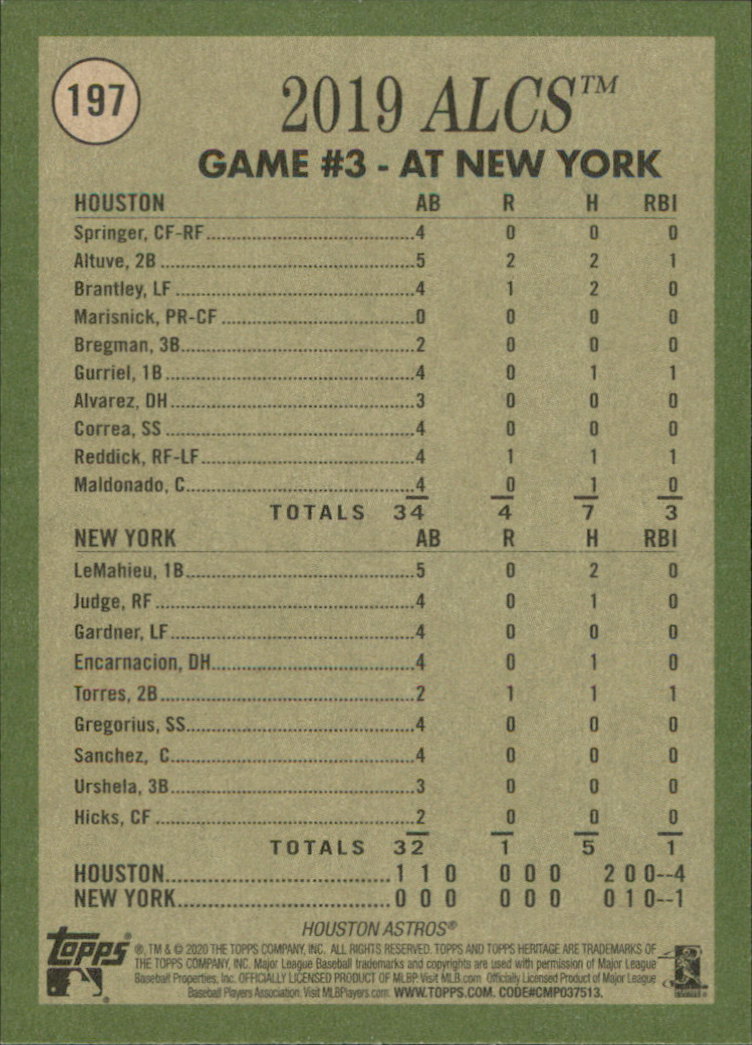 197
2019 ALCS™
GAME #3 - AT NEW YORK
HOUSTON AB R H RBI
Springer, CF-RF 4 0 0 0
Altuve, 2B 5 2 2 1
Brantley, LF 4 1 2 0
Marisnick, PR-CF 0 0 0 0
Bregman, 3B 2 0 0 0
Gurriel, 1B 4 0 1 1
Alvarez, DH 3 0 0 0
Correa, SS 4 0 0 0
Reddick, RF-LF 4 1 1 1
Maldonado, C 4 0 1 0
TOTALS 34 4 7 3
NEW YORK AB R H RBI
LeMahieu, 1B 5 0 2 0
Judge, RF 4 0 1 0
Gardner, LF 4 0 0 0
Encarnacion, DH 4 0 1 0
Torres, 2B 2 1 1 1
Gregorius, SS 4 0 0 0
Sanchez, C 4 0 0 0
Urshela, 3B 3 0 0 0
Hicks, CF 2 0 0 0
TOTALS 32 1 5 1
HOUSTON 1 1 0 0 0 0 2 0 0--4
NEW YORK 0 0 0 0 0 0 0 1 0--1
HOUSTON ASTROS®
topps®
®, TM & © 2020 THE TOPPS COMPANY, INC. ALL RIGHTS RESERVED. TOPPS AND TOPPS HERITAGE ARE TRADEMARKS OF
THE TOPPS COMPANY, INC. Major League Baseball trademarks and copyrights are used with permission of Major League
Baseball Properties, Inc. OFFICIALLY LICENSED PRODUCT OF MLBP. Visit MLB.com. Officially Licensed Product of Major League
Baseball Players Association. Visit MLBPlayers.com. WWW.TOPPS.COM. CODE#CMP037513.